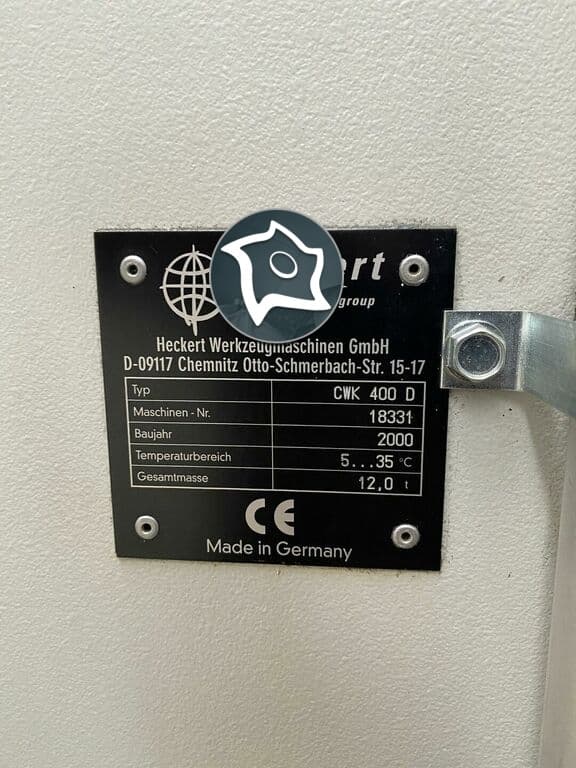 group
Heckert Werkzeugmaschinen GmbH
D-09117 Chemnitz Otto-Schmerbach-Str. 15-17
Typ CWK 400 D
Maschinen - Nr. 18331
Baujahr 2000
Temperaturbereich 5...35 °C
Gesamtmasse 12,0 t
CE
Made in Germany